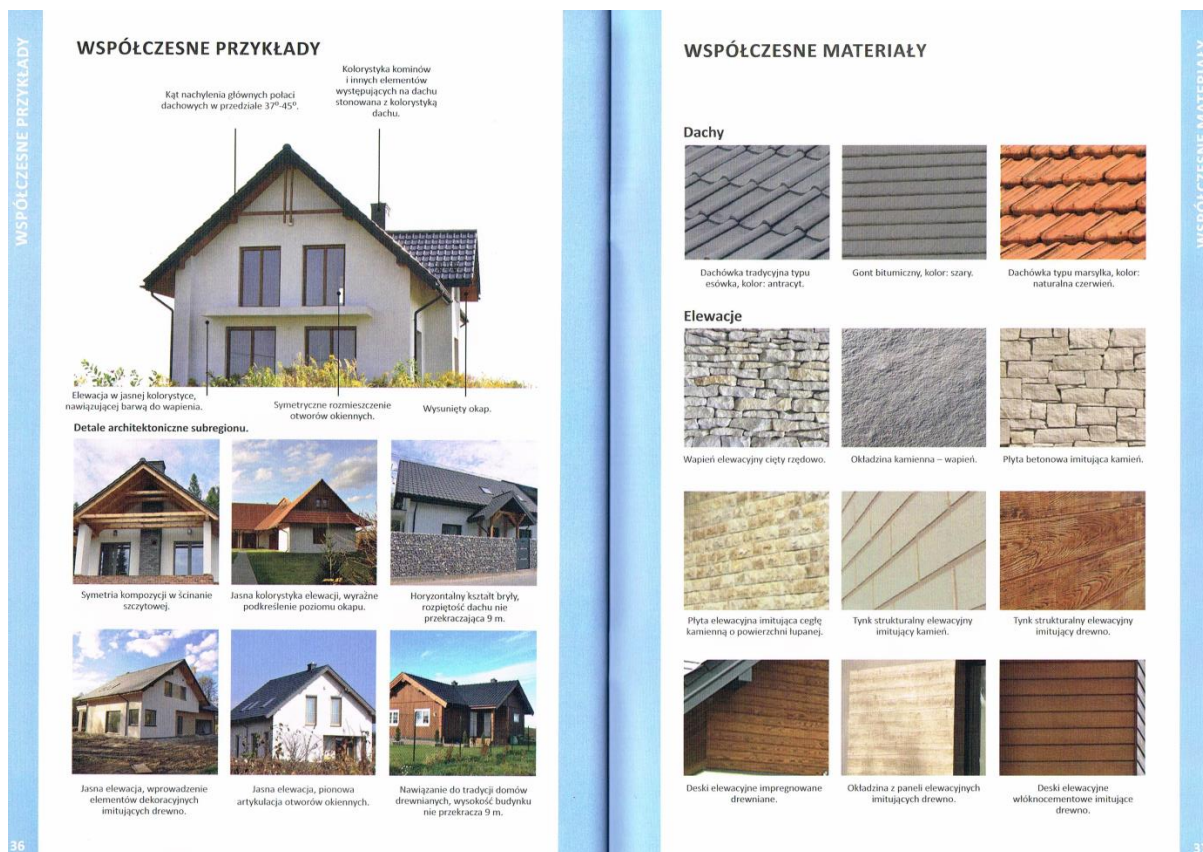 WSPÓŁCZESNE PRZYKŁADY
WSPÓŁCZESNE PRZYKŁADY
Kąt nachylenia głównych połaci
dachowych w przedziale 37⁰-45⁰.
Kolorystyka kominów
i innych elementów
występujących na dachu
stonowana z kolorystyką
dachu.
Elewacja w jasnej kolorystyce,
nawiązującej barwą do wapienia.
Symetryczne rozmieszczenie
otworów okiennych.
Wysunięty okap.
Detale architektoniczne subregionu.
Symetria kompozycji w ścinanie
szczytowej.
Jasna kolorystyka elewacji, wyraźne
podkreślenie poziomu okapu.
Horyzontalny kształt bryły,
rozpiętość dachu nie
przekraczająca 9 m.
Jasna elewacja, wprowadzenie
elementów dekoracyjnych
imitujących drewno.
Jasna elewacja, pionowa
artykulacja otworów okiennych.
Nawiązanie do tradycji domów
drewnianych, wysokość budynku
nie przekracza 9 m.
36
WSPÓŁCZESNE MATERIAŁY
Dachy
Dachówka tradycyjna typu
esówka, kolor: antracyt.
Gont bitumiczny, kolor: szary.
Dachówka typu marsylka, kolor:
naturalna czerwień.
Elewacje
Wapień elewacyjny cięty rzędowo.
Okładzina kamienna – wapień.
Płyta betonowa imitująca kamień.
Płyta elewacyjna imitująca cegłę
kamienną o powierzchni łupanej.
Tynk strukturalny elewacyjny
imitujący kamień.
Tynk strukturalny elewacyjny
imitujący drewno.
Deski elewacyjne impregnowane
drewniane.
Okładzina z paneli elewacyjnych
imitujących drewno.
Deski elewacyjne
włóknocementowe imitujące
drewno.
WSPÓŁCZESNE MATERIAŁY